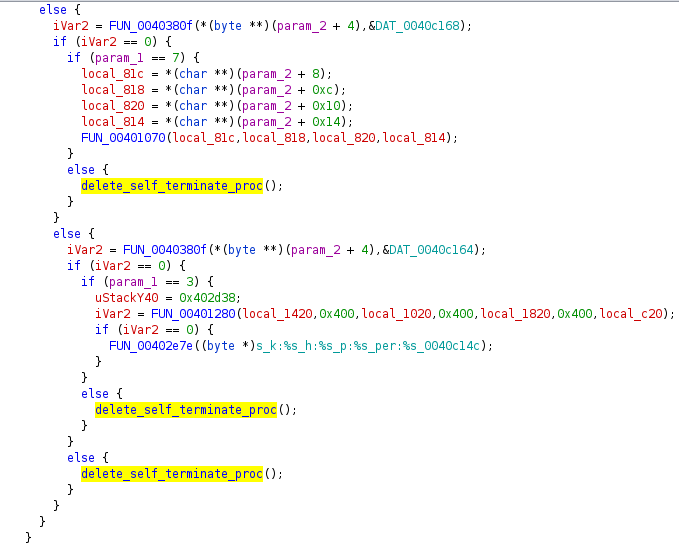 else {
iVar2 = FUN_0040380f(*(byte **)(param_2 + 4),&DAT_0040c168);
if (iVar2 == 0) {
if (param_1 == 7) {
local_81c = *(char **)(param_2 + 8);
local_818 = *(char **)(param_2 + 0xc);
local_820 = *(char **)(param_2 + 0x10);
local_814 = *(char **)(param_2 + 0x14);
FUN_00401070(local_81c,local_818,local_820,local_814);
}
else {
delete_self_terminate_proc();
}
}
else {
iVar2 = FUN_0040380f(*(byte **)(param_2 + 4),&DAT_0040c164);
if (iVar2 == 0) {
if (param_1 == 3) {
uStackY40 = 0x402d38;
iVar2 = FUN_00401280(local_1420,0x400,local_1020,0x400,local_1820,0x400,local_c20);
if (iVar2 == 0) {
FUN_00402e7e((byte *)s_k:%s_h:%s_p:%s_per:%s_0040c14c);
}
}
else {
delete_self_terminate_proc();
}
}
else {
delete_self_terminate_proc();
}
}
}
}